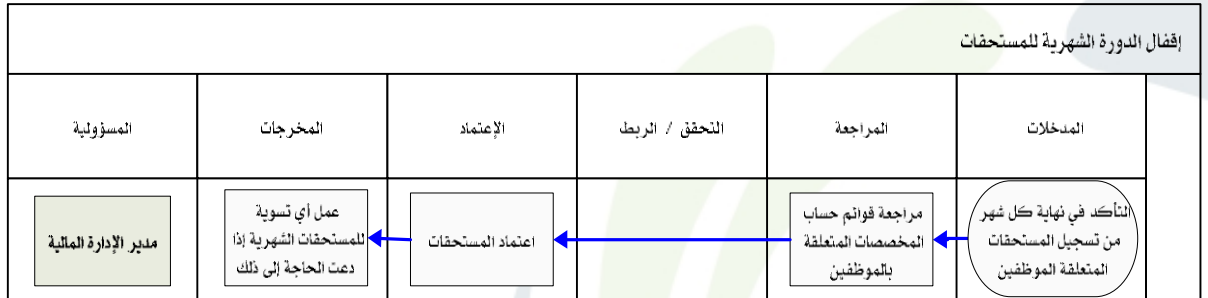 إقفال الدورة الشهرية للمستحقات
المدخلات
المراجعة
التحقق / الربط
الإعتماد
المخرجات
المسؤولية
التأكد في نهاية كل شهر
من تسجيل المستحقات
المتعلقة الموظفين
مراجعة قوائم حساب
المخصصات المتعلقة
بالموظفين
اعتماد المستحقات
عمل أي تسوية
للمستحقات الشهرية إذا
دعت الحاجة إلى ذلك
مدير الإدارة المالية